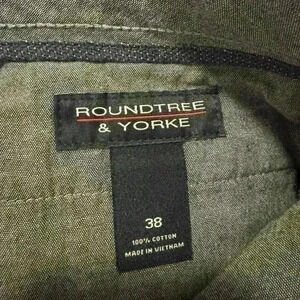 ROUNDTREE
& YORKE
38
100% COTTON
MADE IN VIETNAM